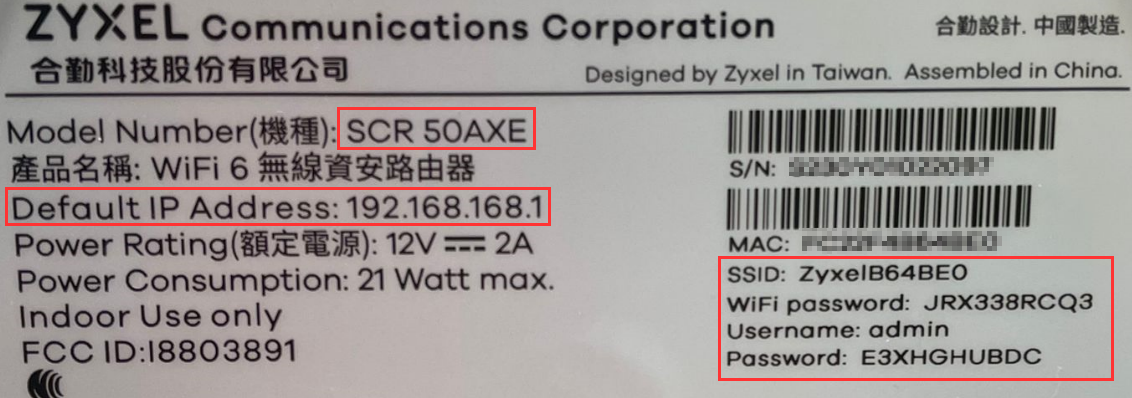 ZYXEL Communications Corporation
合勤科技股份有限公司
合勤設計. 中國製造.
Designed by Zyxel in Taiwan. Assembled in China.
Model Number(機種): SCR 50AXE
產品名稱: WiFi 6 無線資安路由器
Default IP Address: 192.168.168.1
Power Rating(額定電源): 12V 2A
Power Consumption: 21 Watt max.
Indoor Use only
FCC ID:I8803891
S/N:
MAC:
SSID: ZyxelB64BE0
WiFi password: JRX338RCQ3
Username: admin
Password: E3XHGHUBDC